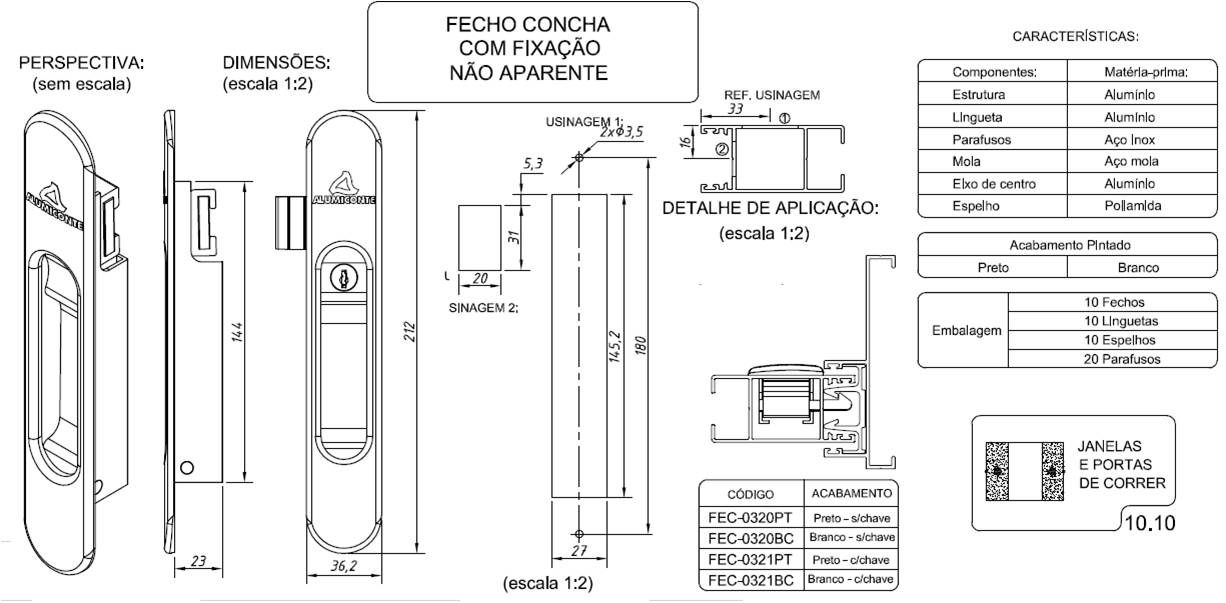 FECHO CONCHA
COM FIXAÇÃO
NÃO APARENTE
PERSPECTIVA:
(sem escala)
DIMENSÕES:
(escala 1:2)
ALUMICONTE
ALUMICONTE
144
23
212
36,2
USINAGEM 1;
2xΦ3,5
5,3
31
20
SINAGEM 2;
145,2
180
27
(escala 1:2)
REF. USINAGEM
33
1
16
2
DETALHE DE APLICAÇÃO:
(escala 1:2)
CÓDIGO ACABAMENTO
FEC-0320PT Preto - s/chave
FEC-0320BC Branco - s/chave
FEC-0321PT Preto - c/chave
FEC-0321BC Branco - c/chave
CARACTERÍSTICAS:
Componentes: Matéria-prima:
Estrutura Alumínio
Lingueta Alumínio
Parafusos Aço Inox
Mola Aço mola
Eixo de centro Alumínio
Espelho Poliamida
Acabamento Pintado
Preto Branco
Embalagem
10 Fechos
10 Linguetas
10 Espelhos
20 Parafusos
JANELAS
E PORTAS
DE CORRER
10.10